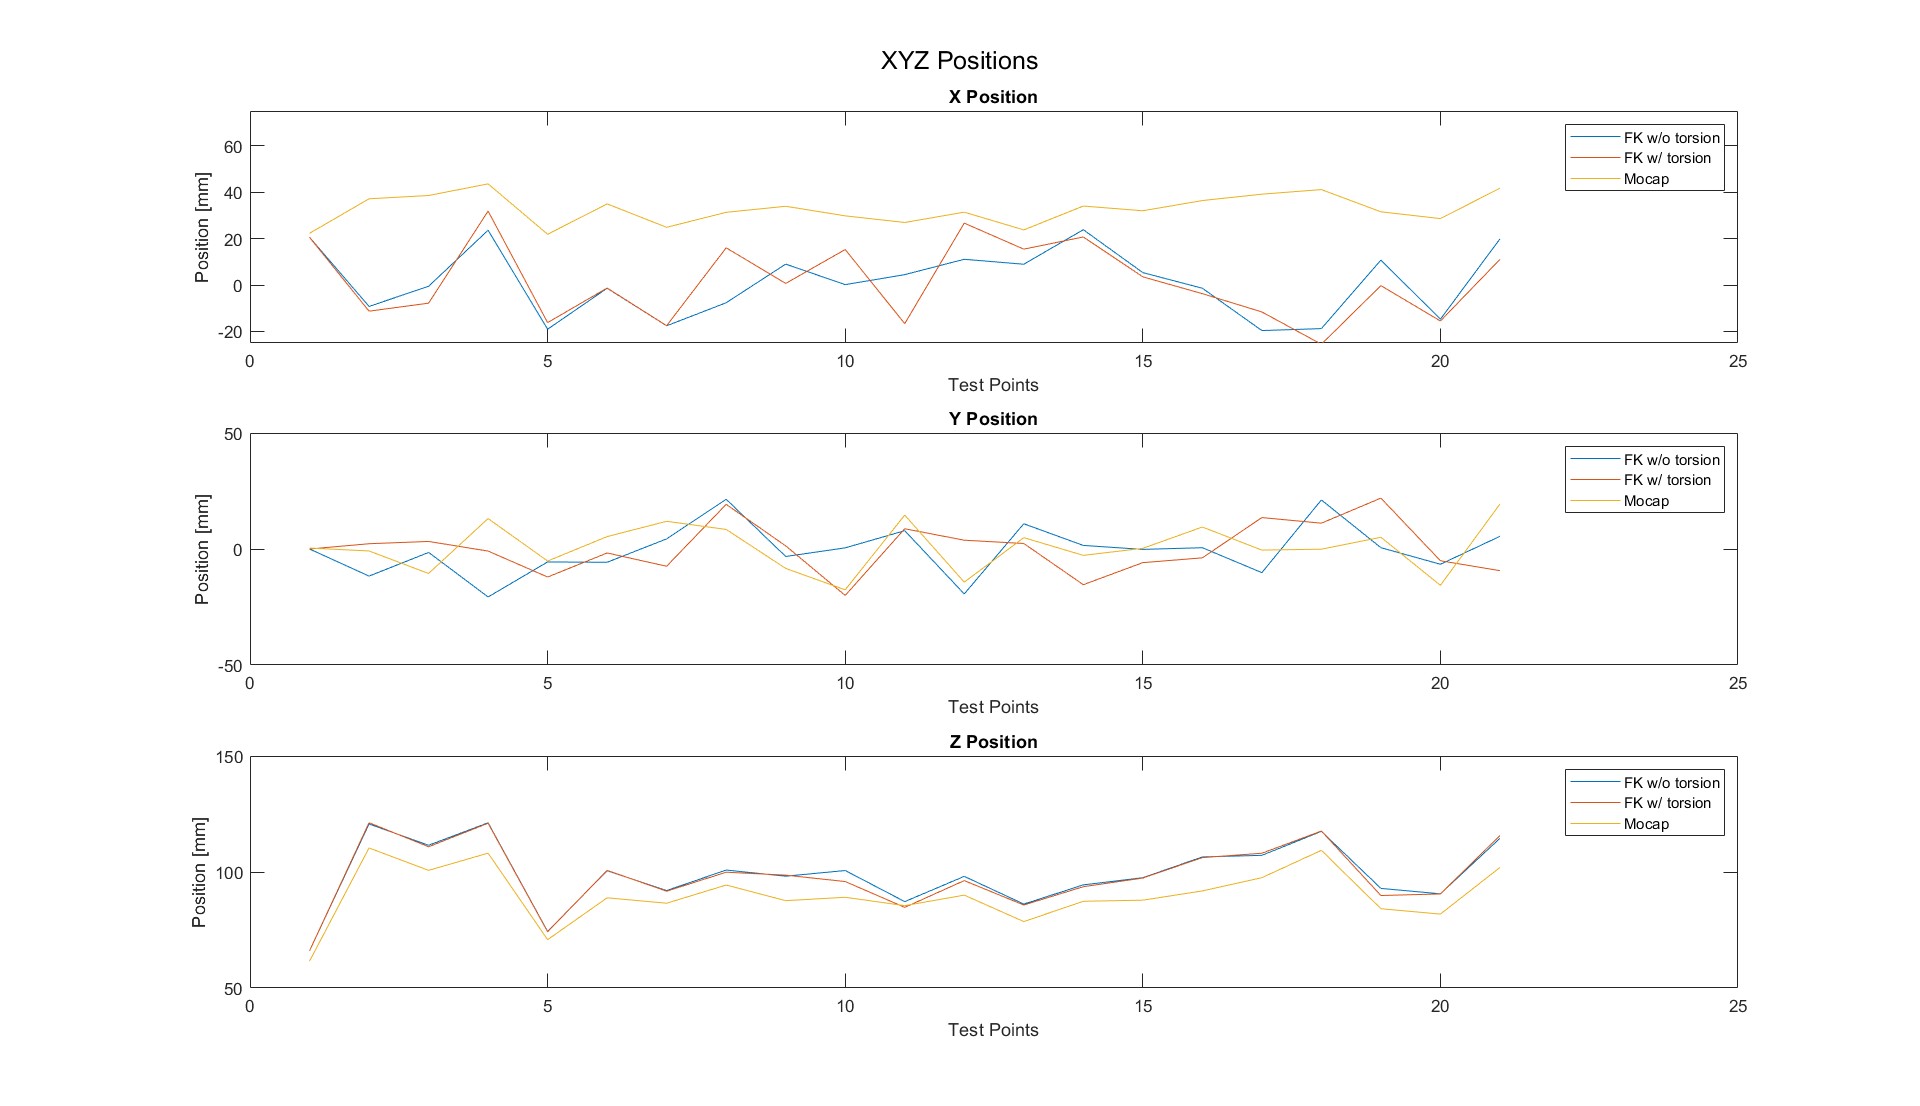 XYZ Positions
X Position
Position [mm]
60
40
20
0
-20
FK w/o torsion
FK w/ torsion
Mocap
0 5 10 15 20 25
Test Points
Y Position
Position [mm]
50
0
-50
FK w/o torsion
FK w/ torsion
Mocap
0 5 10 15 20 25
Test Points
Z Position
Position [mm]
150
100
50
FK w/o torsion
FK w/ torsion
Mocap
0 5 10 15 20 25
Test Points